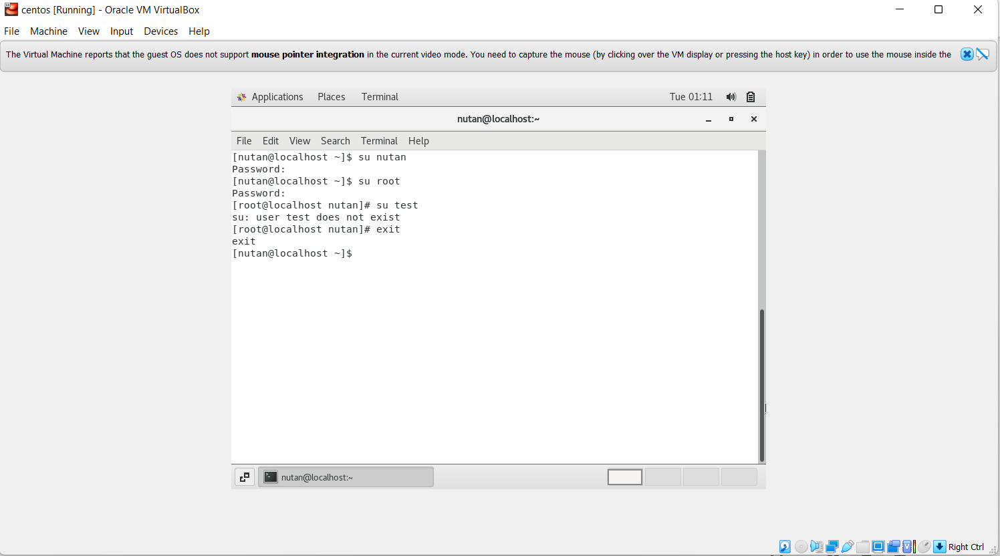 centos [Running] - Oracle VM VirtualBox
File Machine View Input Devices Help
The Virtual Machine reports that the guest OS does not support mouse pointer integration in the current video mode. You need to capture the mouse (by clicking over the VM display or pressing the host key) in order to use the mouse inside the
Applications Places Terminal Tue 01:11
nutan@localhost:~
File Edit View Search Terminal Help
[nutan@localhost ~]$ su nutan
Password:
[nutan@localhost ~]$ su root
Password:
[root@localhost nutan]# su test
su: user test does not exist
[root@localhost nutan]# exit
exit
[nutan@localhost ~]$
nutan@localhost:~
Right Ctrl